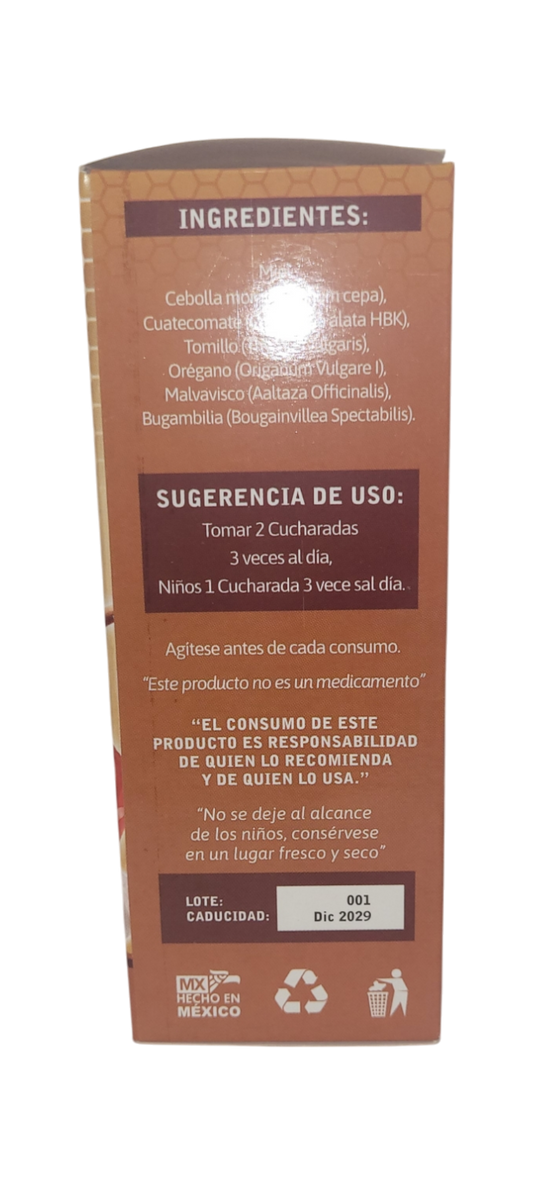 INGREDIENTES:
Cebolla cepa),
Cuatecomate alata HBK),
Tomillo
Orégano (Origanum Vulgare I),
Malvavisco (Aaltaza Officinalis),
Bugambilia (Bougainvillea Spectabilis).
SUGERENCIA DE USO:
Tomar 2 Cucharadas
3 veces al día,
Niños 1 Cucharada 3 vece sal día.
Agítese antes de cada consumo.
“Este producto no es un medicamento”
“EL CONSUMO DE ESTE
PRODUCTO ES RESPONSABILIDAD
DE QUIEN LO RECOMIENDA
Y DE QUIEN LO USA.”
“No se deje al alcance
de los niños, consérvese
en un lugar fresco y seco”
LOTE: 001
CADUCIDAD: Dic 2029
MX
HECHO EN
MÉXICO